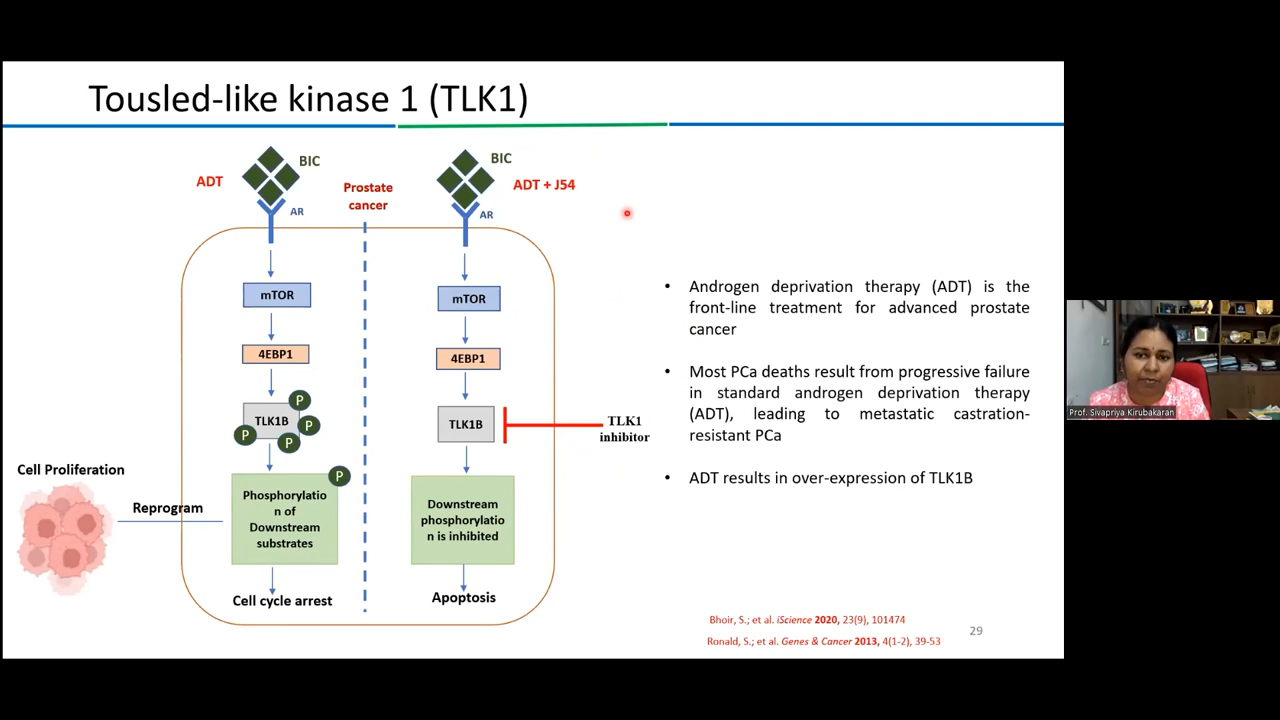 Tousled-like kinase 1 (TLK1)
BIC
ADT
AR
Prostate
cancer
BIC
ADT + J54
AR
mTOR
4EBP1
TLK1B
P
P
P
P
P
Phosphorylatio
n of
Downstream
substrates
Cell cycle arrest
Cell Proliferation
Reprogram
mTOR
4EBP1
TLK1B
TLK1
inhibitor
Downstream
phosphorylatio
n is inhibited
Apoptosis
• Androgen deprivation therapy (ADT) is the
front-line treatment for advanced prostate
cancer
• Most PCa deaths result from progressive failure
in standard androgen deprivation therapy
(ADT), leading to metastatic castration-
resistant PCa
• ADT results in over-expression of TLK1B
Bhoir, S.; et al. iScience 2020, 23(9), 101474
Ronald, S.; et al. Genes & Cancer 2013, 4(1-2), 39-53
29
Prof. Sivapriya Kirubakaran